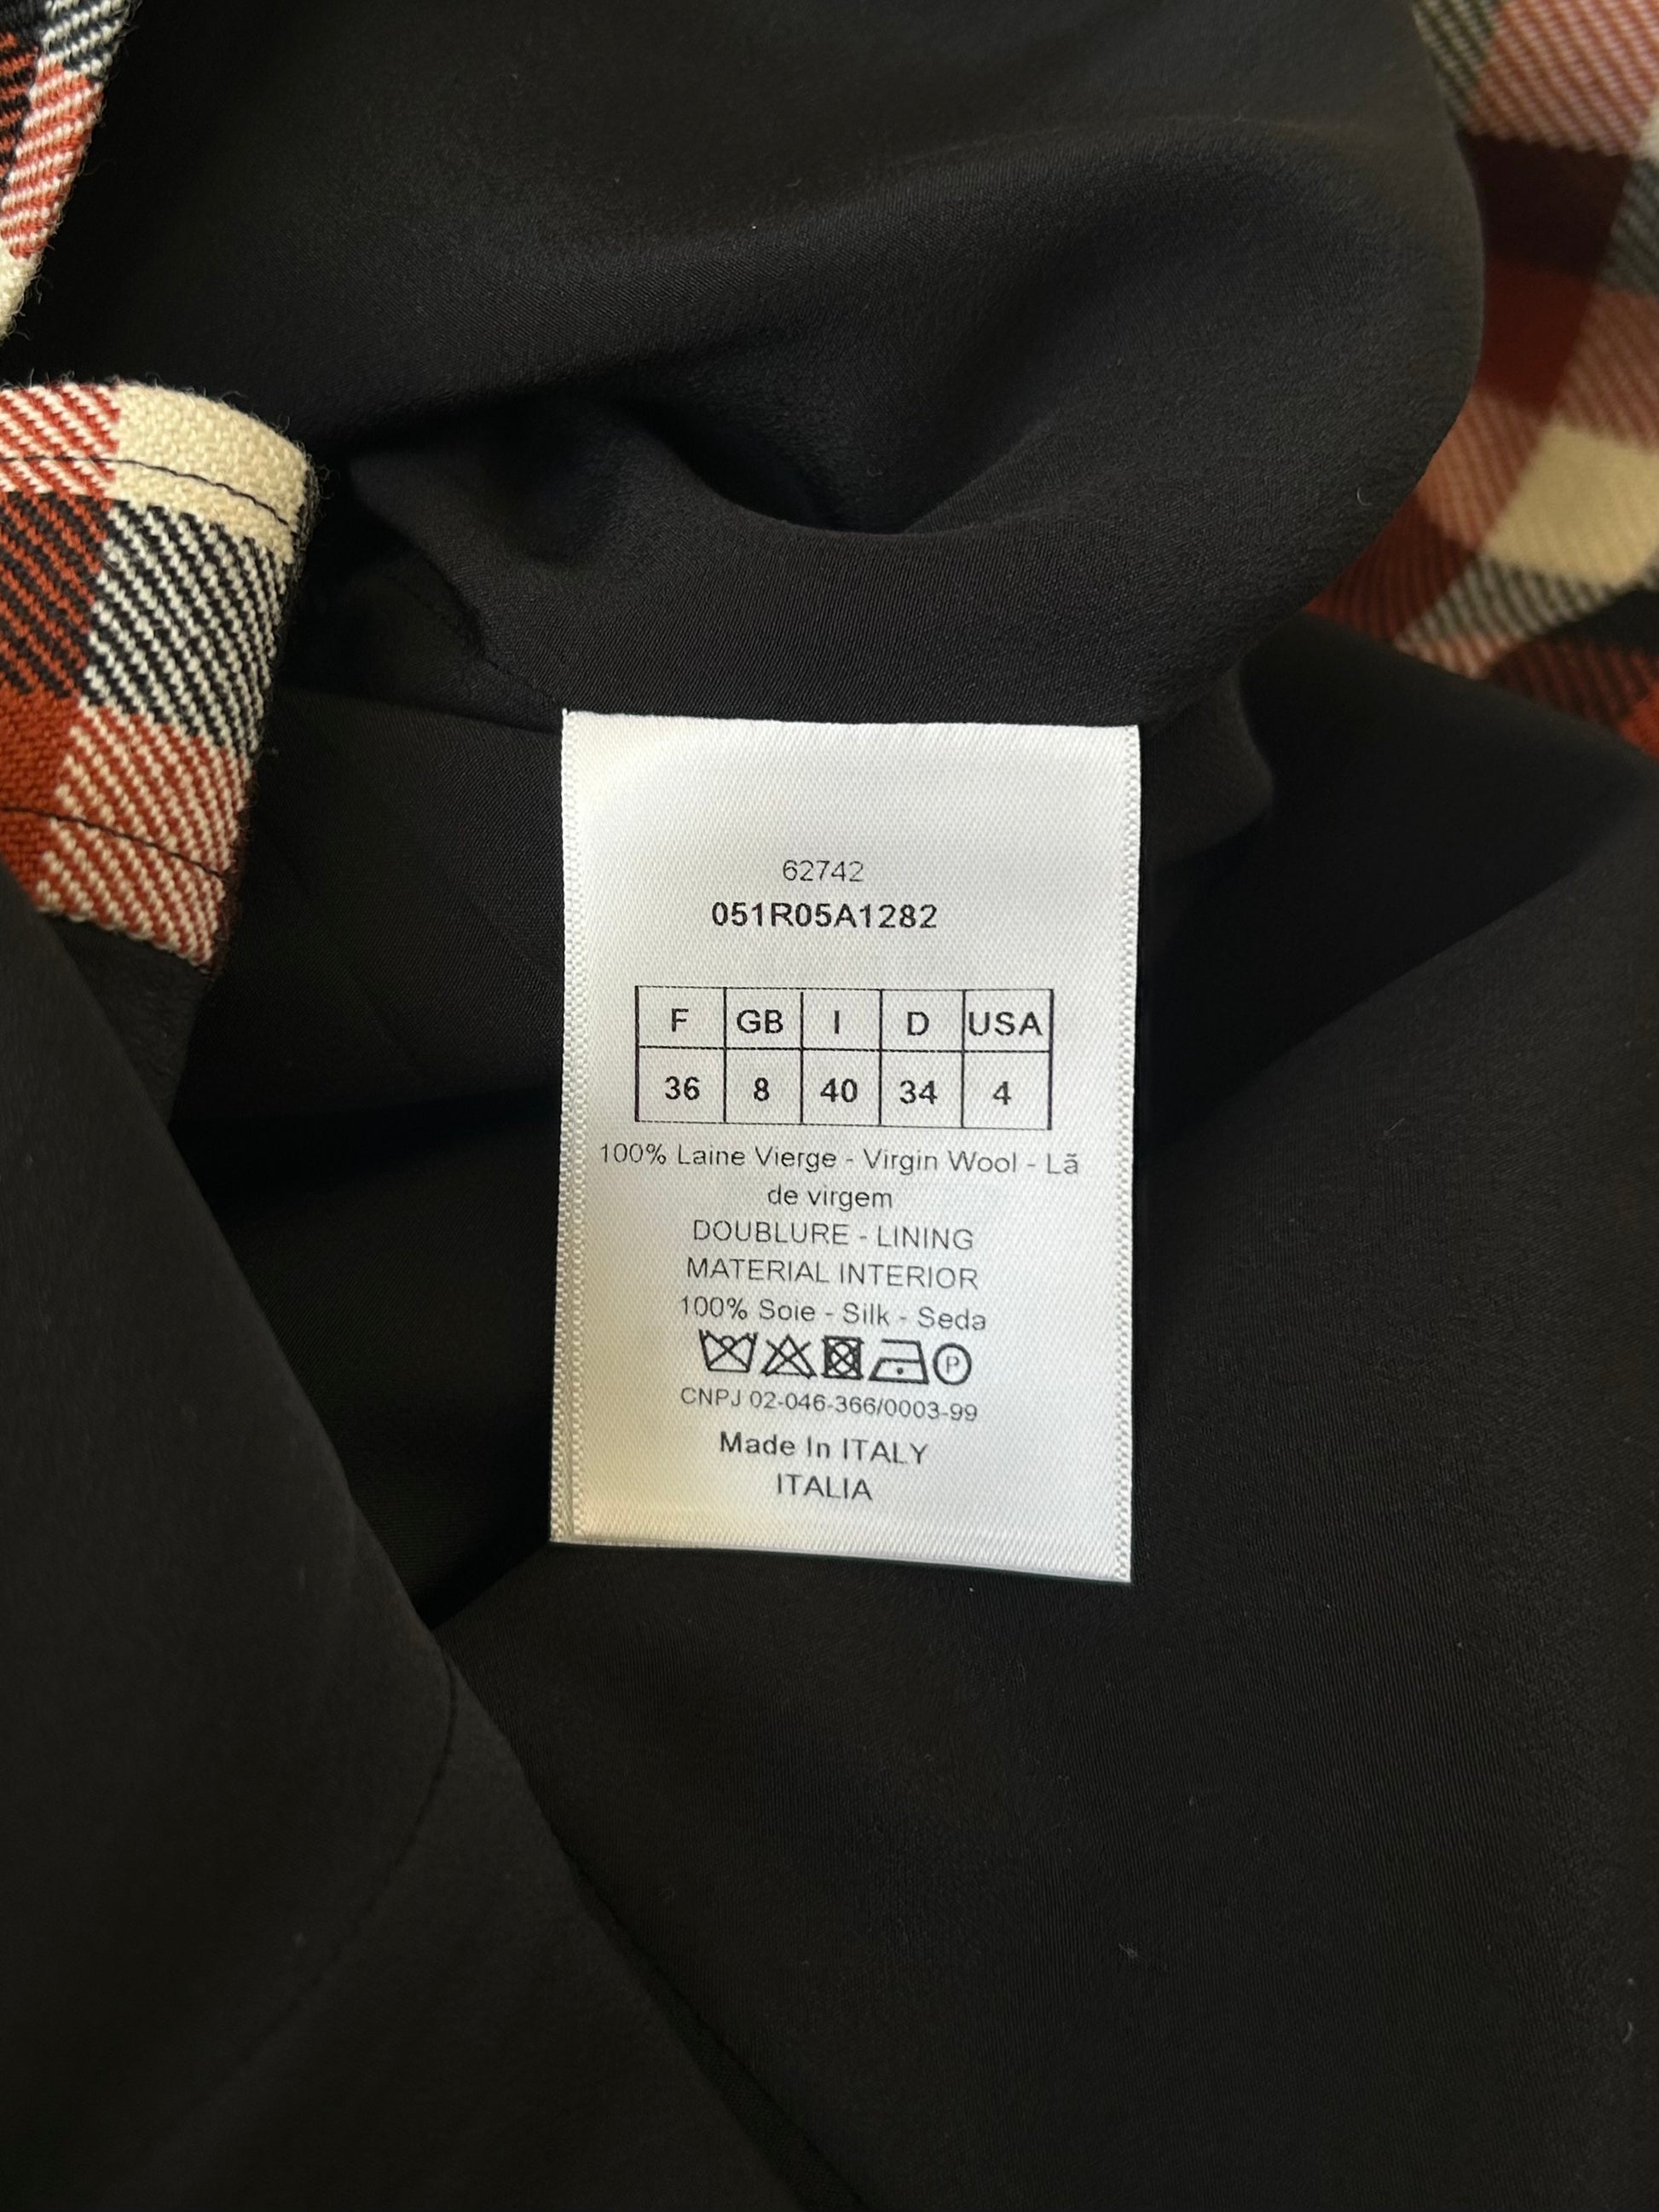 62742
051R05A1282
F GB I D USA
36 8 40 34 4
100% Laine Vierge - Virgin Wool - Lã
de virgem
DOUBLURE - LINING
MATERIAL INTERIOR
100% Soie - Silk - Seda
P
CNPJ 02-046-366/0003-99
Made In ITALY
ITALIA